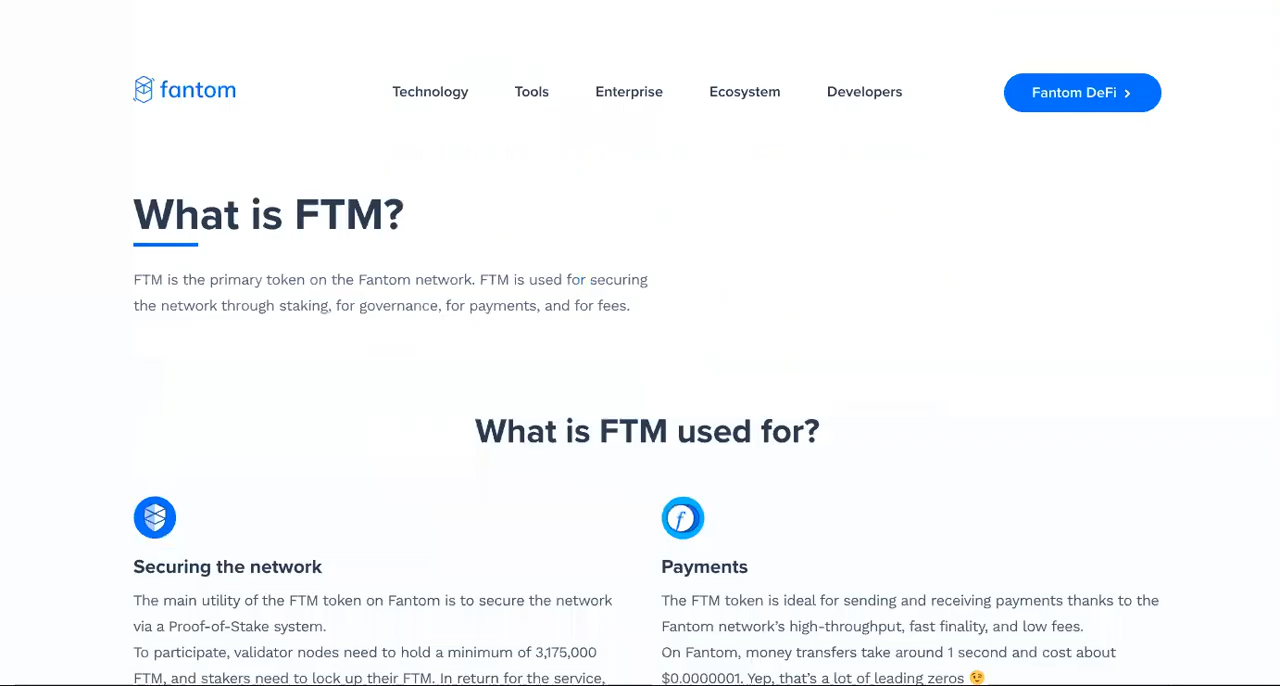 fantom
Technology
Tools
Enterprise
Ecosystem
Developers
Fantom DeFi
What is FTM?
FTM is the primary token on the Fantom network. FTM is used for securing
the network through staking, for governance, for payments, and for fees.
What is FTM used for?
Securing the network
The main utility of the FTM token on Fantom is to secure the network
via a Proof-of-Stake system.
To participate, validator nodes need to hold a minimum of 3,175,000
FTM, and stakers need to lock up their FTM. In return for the service,
Payments
The FTM token is ideal for sending and receiving payments thanks to the
Fantom network's high-throughput, fast finality, and low fees.
On Fantom, money transfers take around 1 second and cost about
$0.0000001. Yep, that's a lot of leading zeros 😉